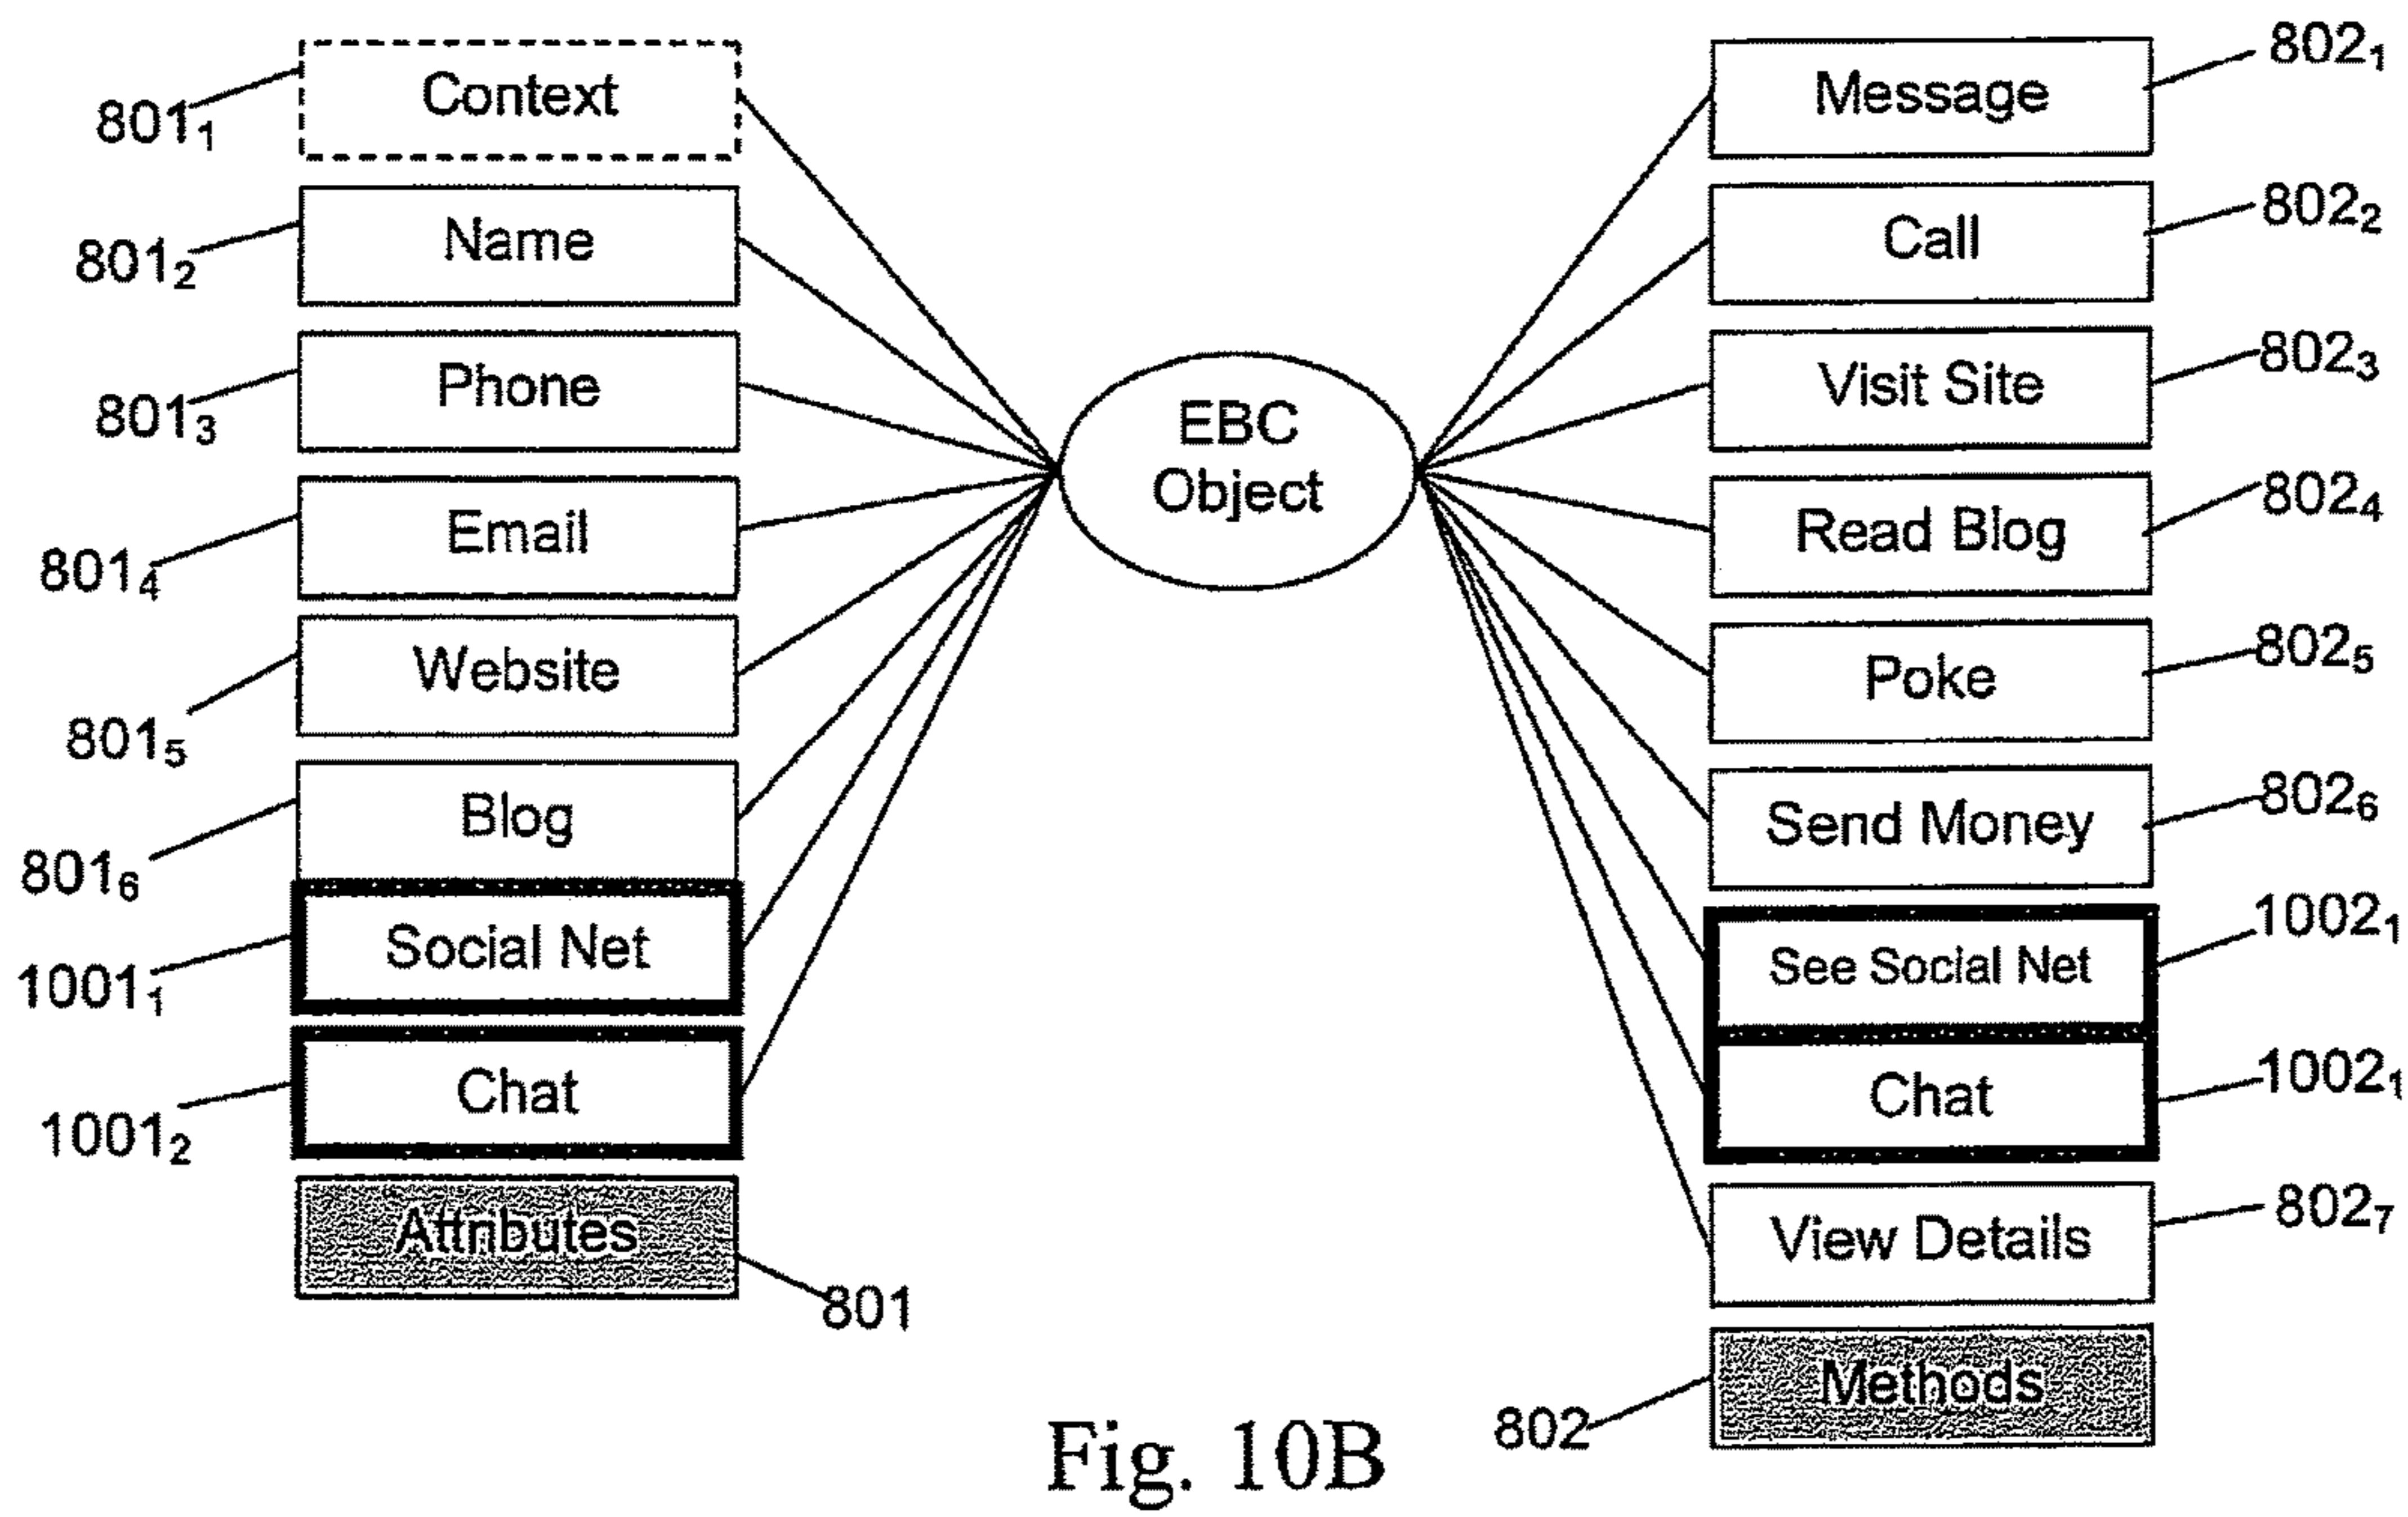 Context
801₁
Name
801₂
Phone
801₃
Email
801₄
Website
801₅
Blog
801₆
Social Net
1001₁
Chat
1001₂
Attributes
801
EBC
Object
Message
802₁
Call
802₂
Visit Site
802₃
Read Blog
802₄
Poke
802₅
Send Money
802₆
See Social Net
1002₁
Chat
1002₁
View Details
802₇
Methods
802
Fig. 10B